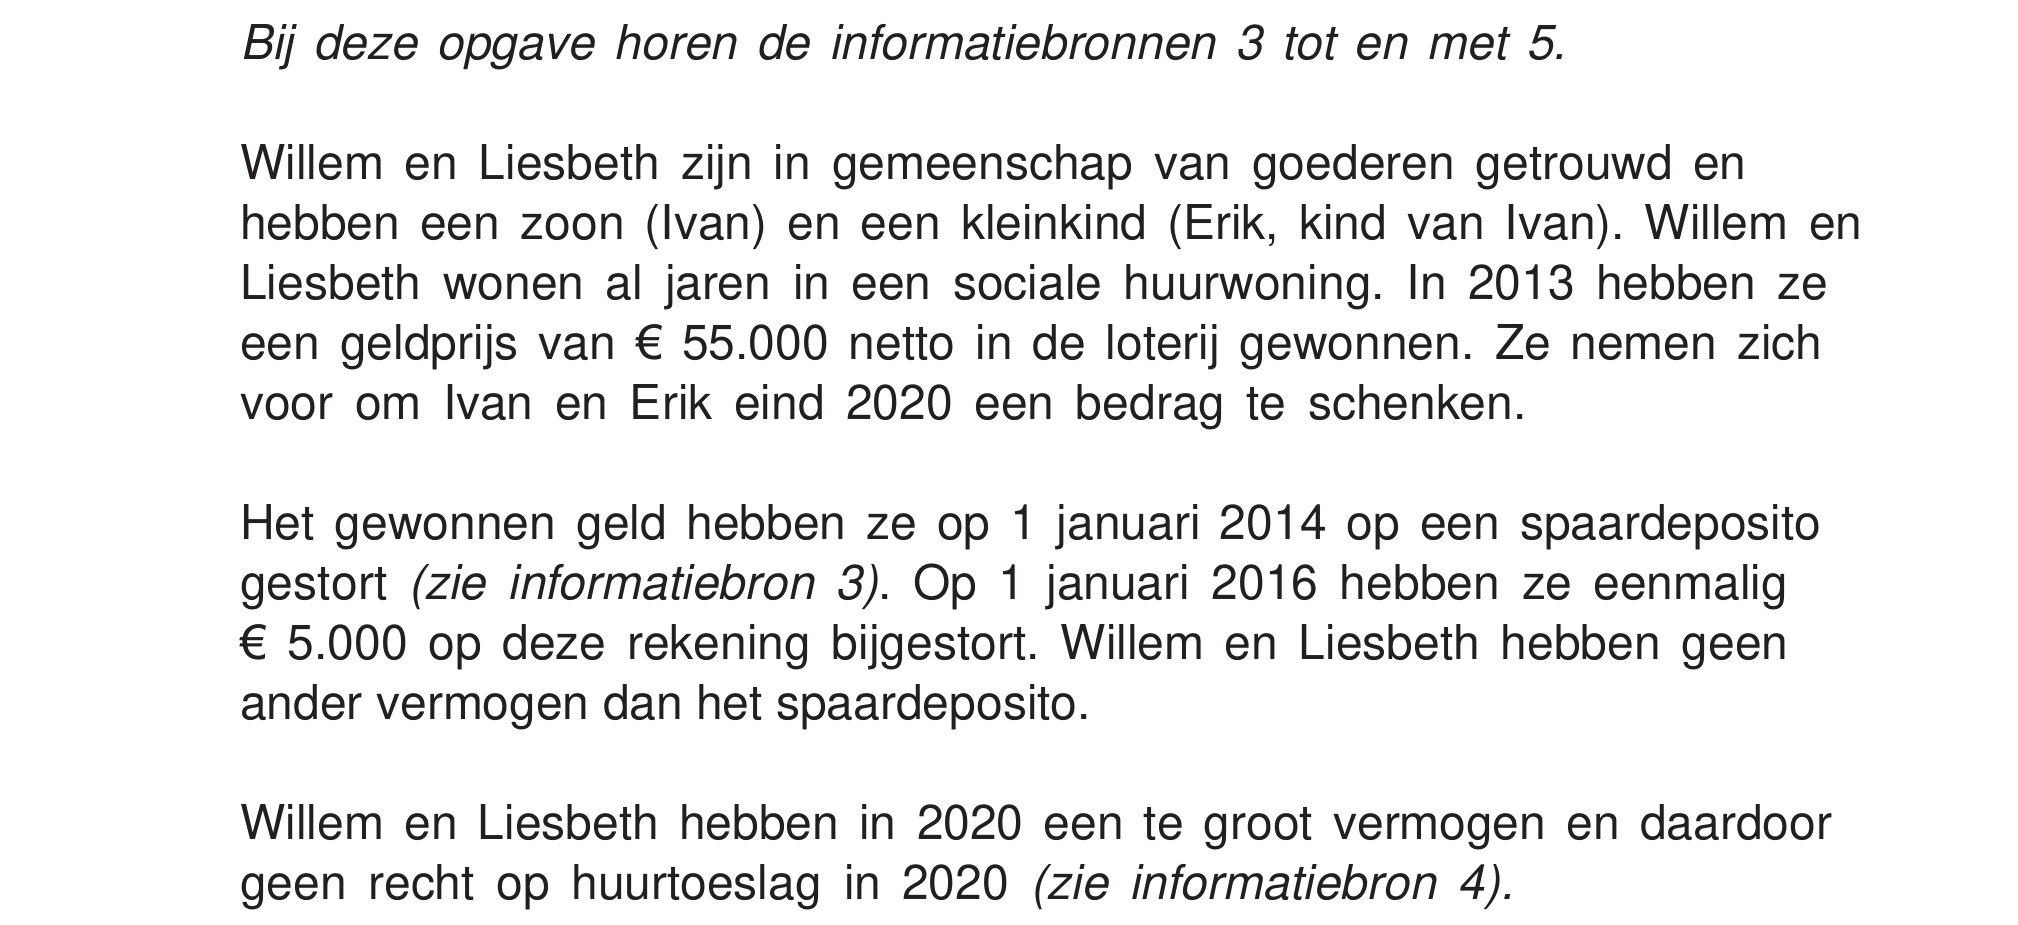 Bij deze opgave horen de informatiebronnen 3 tot en met 5.
Willem en Liesbeth zijn in gemeenschap van goederen getrouwd en
hebben een zoon (Ivan) en een kleinkind (Erik, kind van Ivan). Willem en
Liesbeth wonen al jaren in een sociale huurwoning. In 2013 hebben ze
een geldprijs van € 55.000 netto in de loterij gewonnen. Ze nemen zich
voor om Ivan en Erik eind 2020 een bedrag te schenken.
Het gewonnen geld hebben ze op 1 januari 2014 op een spaardeposito
gestort (zie informatiebron 3). Op 1 januari 2016 hebben ze eenmalig
€ 5.000 op deze rekening bijgestort. Willem en Liesbeth hebben geen
ander vermogen dan het spaardeposito.
Willem en Liesbeth hebben in 2020 een te groot vermogen en daardoor
geen recht op huurtoeslag in 2020 (zie informatiebron 4).